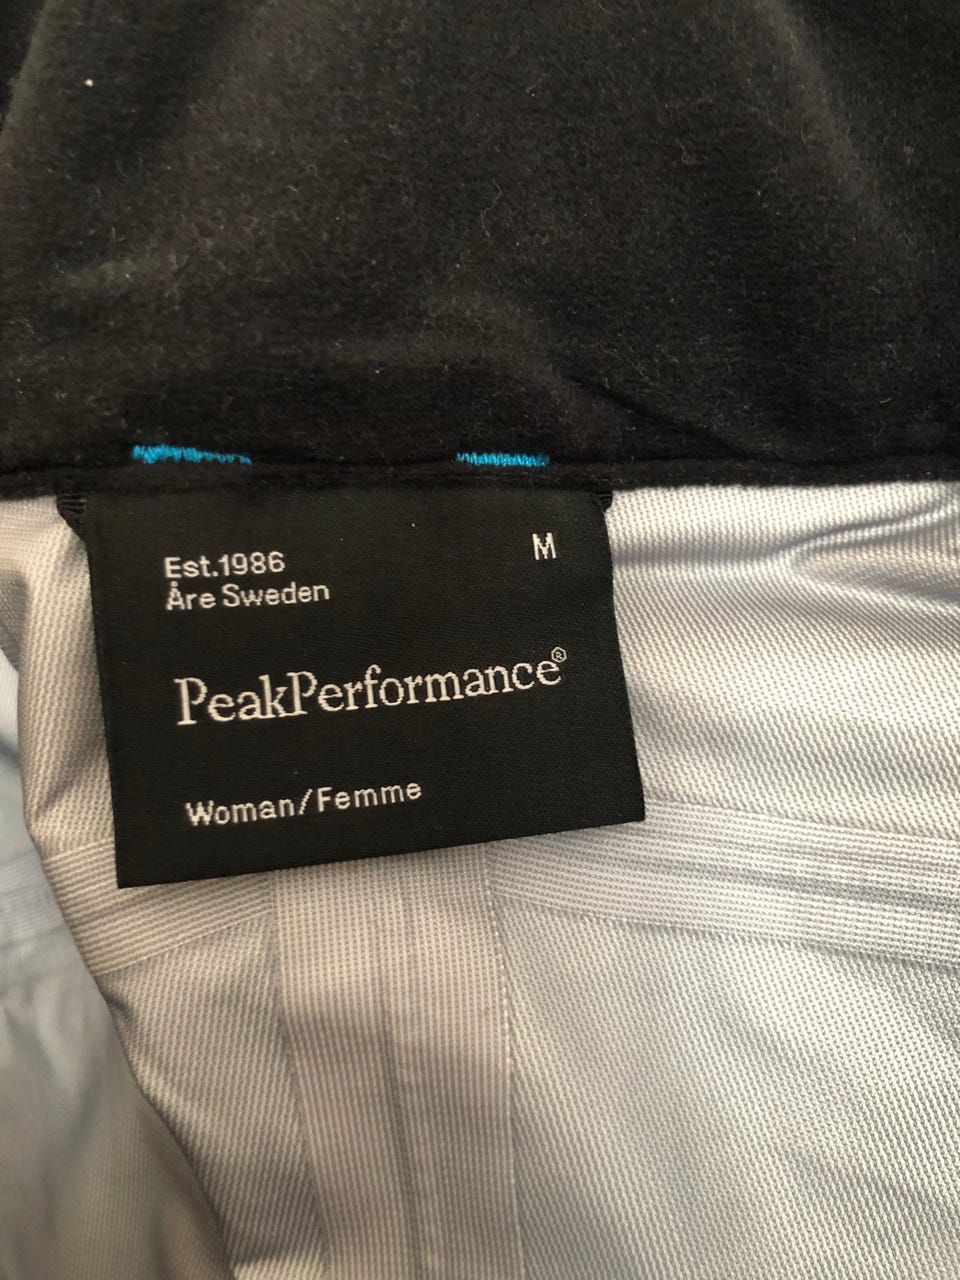 Est.1986
Åre Sweden
M
PeakPerformance®
Woman/Femme